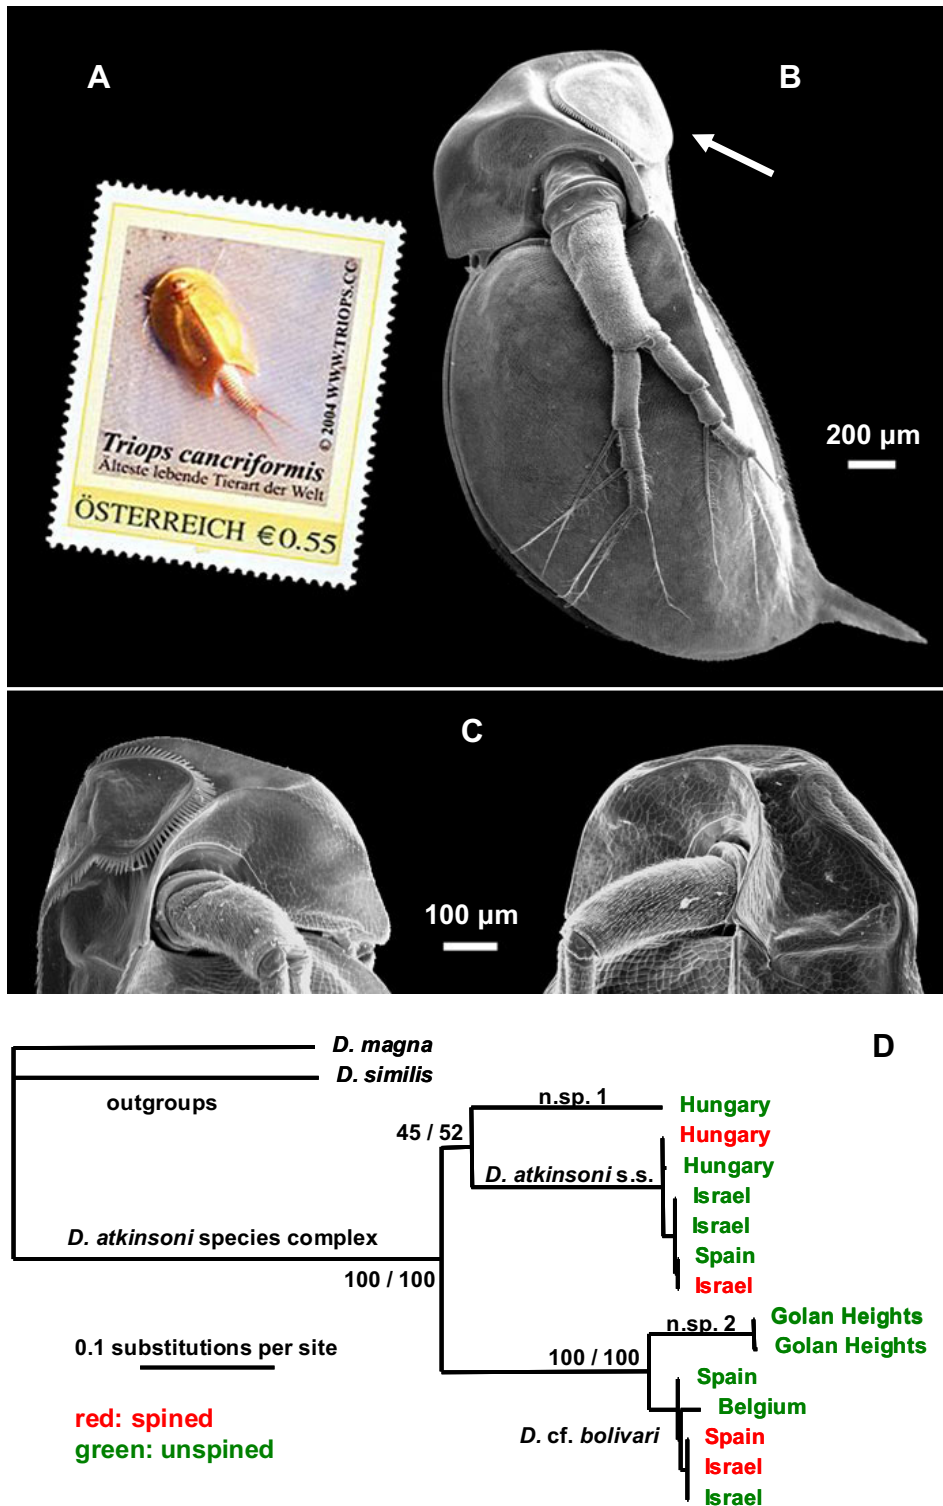 A
B
© 2004 WWW.TRIOPS.CC
Triops cancriformis
Älteste lebende Tierart der Welt
ÖSTERREICH €0.55
200 µm
C
100 µm
D
D. magna
D. similis
outgroups
n.sp. 1
Hungary
45 / 52
Hungary
D. atkinsoni s.s.
Hungary
Israel
Israel
D. atkinsoni species complex
Spain
100 / 100
Israel
n.sp. 2
Golan Heights
Golan Heights
0.1 substitutions per site
100 / 100
Spain
Belgium
red: spined
green: unspined
D. cf. bolivari
Spain
Israel
Israel